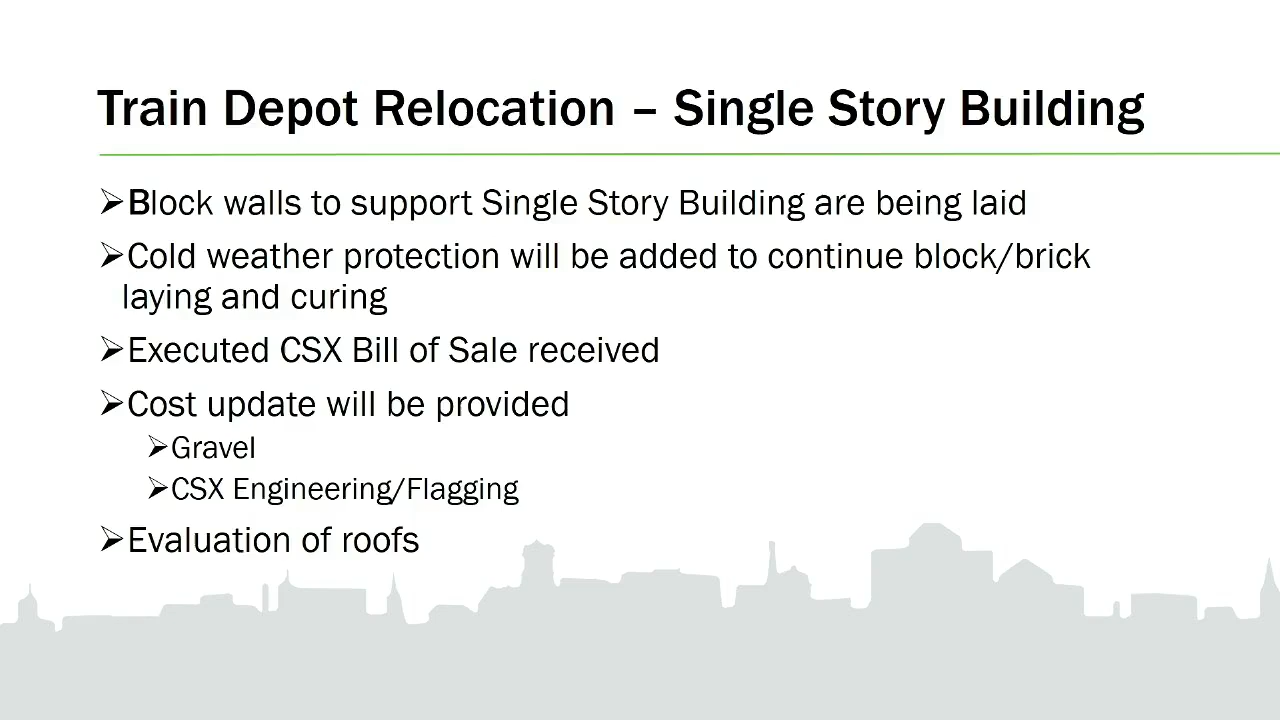 Train Depot Relocation – Single Story Building
➢Block walls to support Single Story Building are being laid
➢Cold weather protection will be added to continue block/brick
laying and curing
➢Executed CSX Bill of Sale received
➢Cost update will be provided
➢Gravel
➢CSX Engineering/Flagging
➢Evaluation of roofs